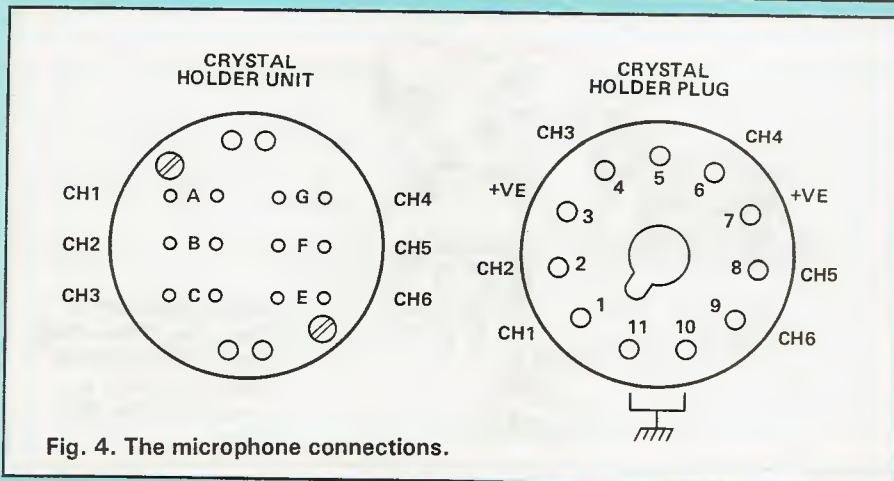 CRYSTAL
HOLDER UNIT
CH1 A G CH4
CH2 B F CH5
CH3 C E CH6
CRYSTAL
HOLDER PLUG
CH3 CH4
4 5 6
+VE 3 7 +VE
CH2 2 8 CH5
CH1 1 9 CH6
11 10
Fig. 4. The microphone connections.